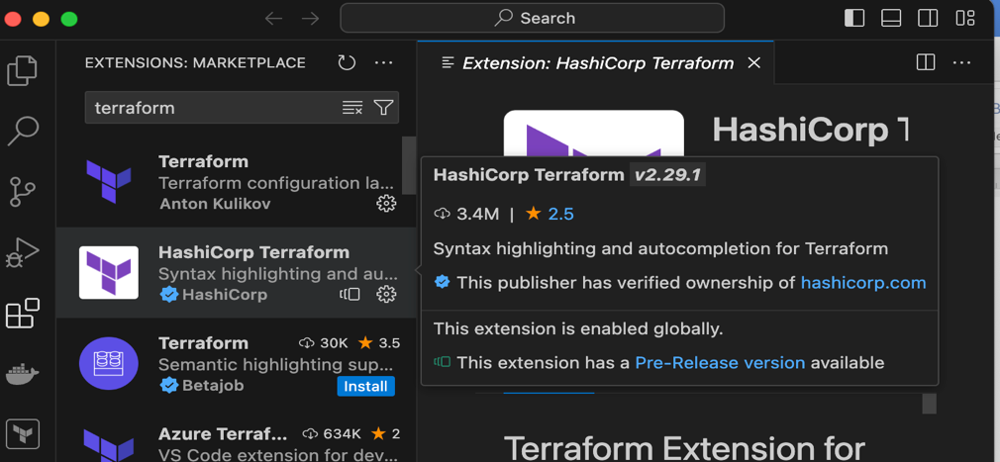 Search
EXTENSIONS: MARKETPLACE
terraform
Terraform
Terraform configuration la...
Anton Kulikov
HashiCorp Terraform
Syntax highlighting and au...
HashiCorp
Terraform 30K 3.5
Semantic highlighting sup...
Betajob Install
Azure Terraf... 634K 2
VS Code extension for dev...
Extension: HashiCorp Terraform
HashiCorp
HashiCorp Terraform v2.29.1
3.4M | 2.5
Syntax highlighting and autocompletion for Terraform
This publisher has verified ownership of hashicorp.com
This extension is enabled globally.
This extension has a Pre-Release version available
Terraform Extension for